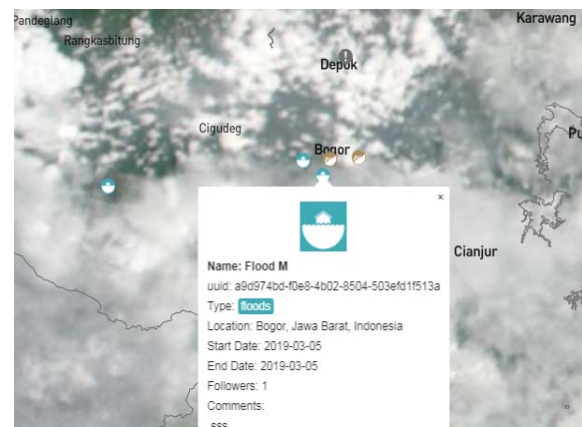 Pandeglang
Karawang
Rangkasbitung
Depok
Cigudeg
Bogor
Pu
×
Cianjur
Name: Flood M
uuid: a9d974bd-f0e8-4b02-8504-503efd1f513a
Type: floods
Location: Bogor, Jawa Barat, Indonesia
Start Date: 2019-03-05
End Date: 2019-03-05
Followers: 1
Comments:
sss